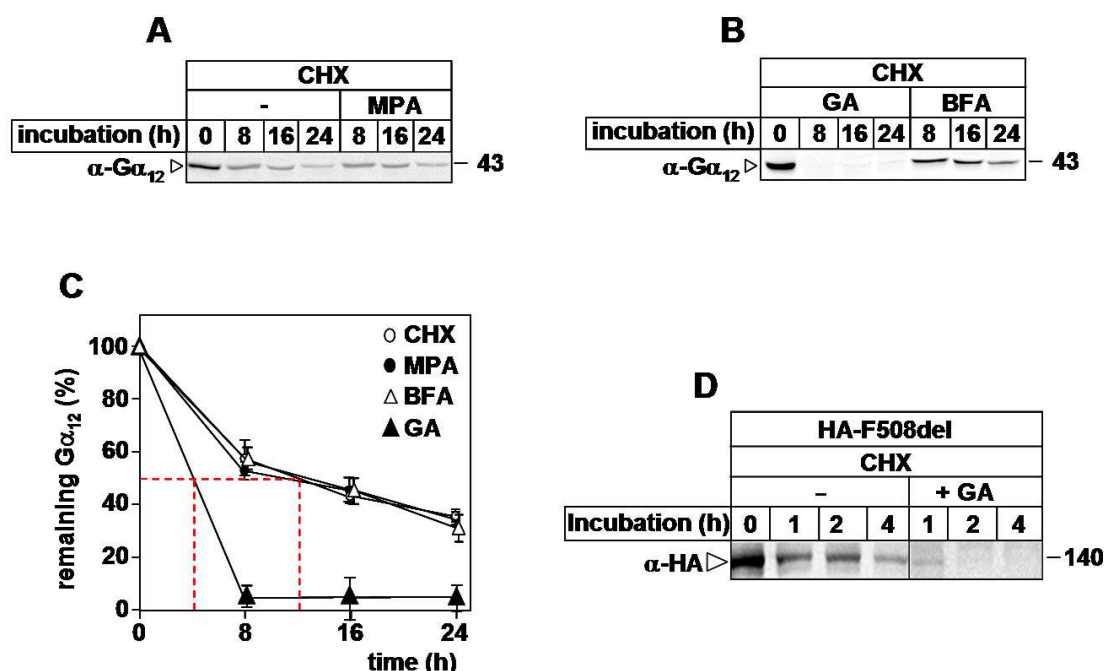 A
CHX
- MPA
incubation (h) 0 8 16 24 8 16 24
α-Gα12 43
B
CHX
GA BFA
incubation (h) 0 8 16 24 8 16 24
α-Gα12 43
C
CHX
MPA
BFA
GA
100
80
60
40
20
0
remaining Gα12 (%)
0 8 16 24
time (h)
D
HA-F508del
CHX
– + GA
Incubation (h) 0 1 2 4 1 2 4
α-HA 140